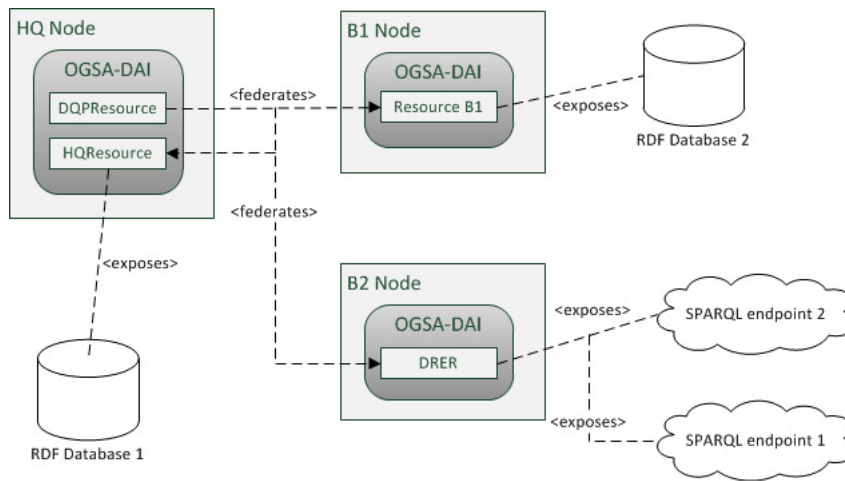 HQ Node
OGSA-DAI
DQPResource
HQResource
<federates>
<federates>
B1 Node
OGSA-DAI
Resource B1
<exposes>
RDF Database 2
<exposes>
RDF Database 1
B2 Node
OGSA-DAI
DRER
<exposes>
SPARQL endpoint 2
<exposes>
SPARQL endpoint 1